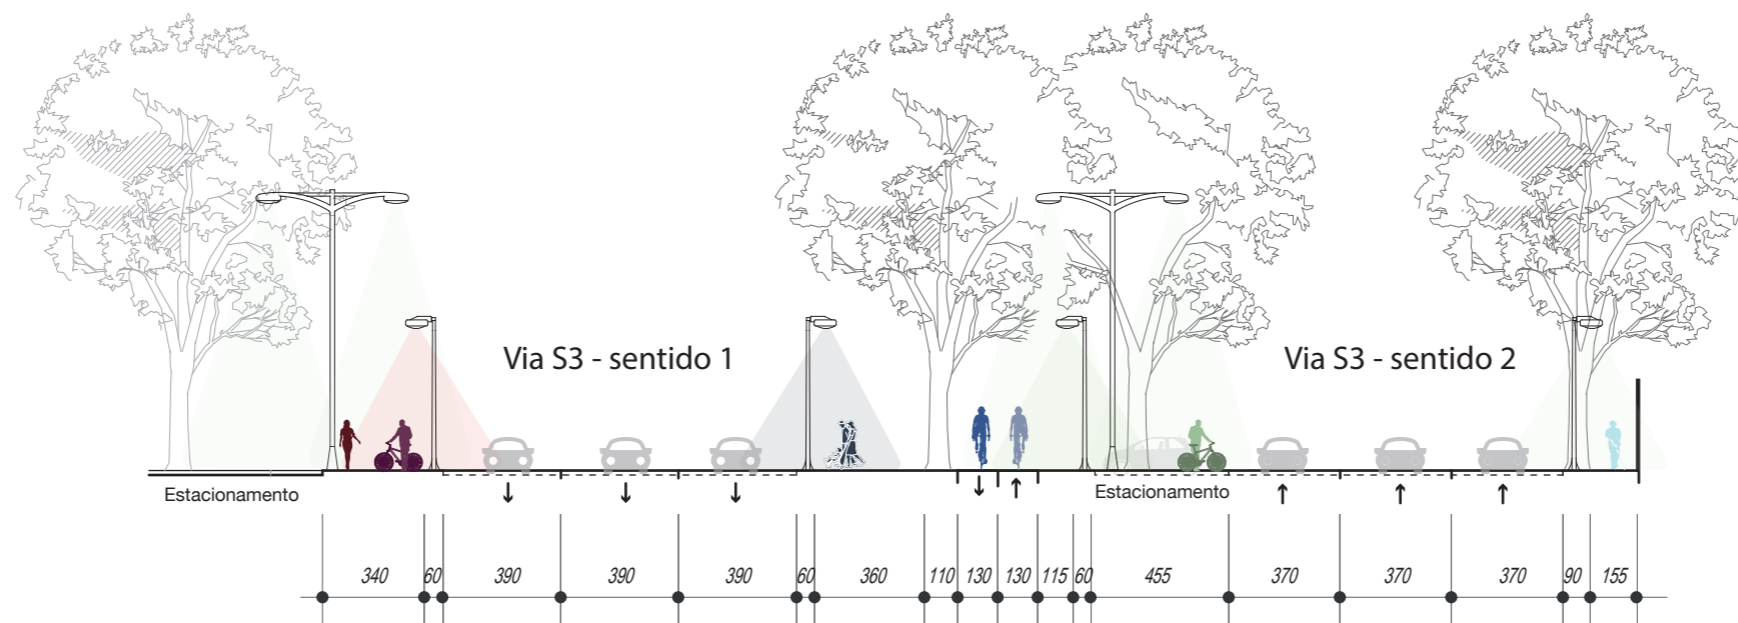 Via S3 - sentido 1
Via S3 - sentido 2
Estacionamento
Estacionamento
340 60 390 390 390 60 360 110 130 130 115 60 455 370 370 370 90 155